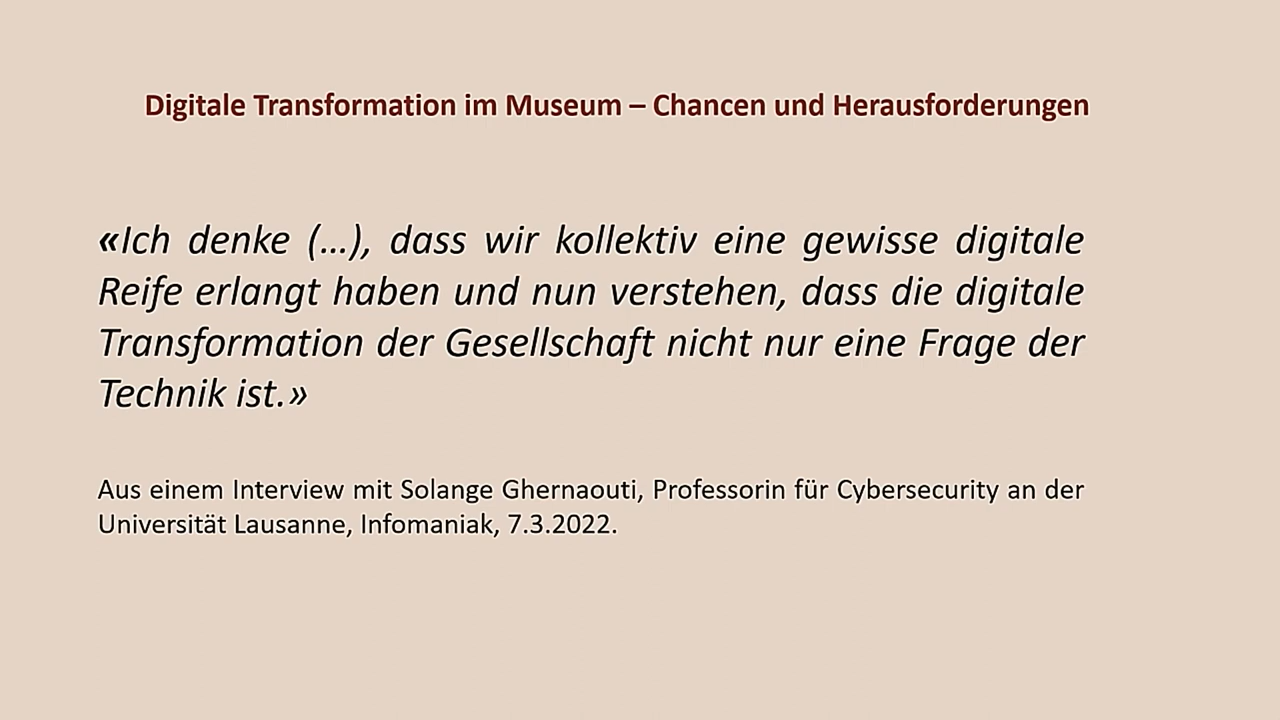 Digitale Transformation im Museum – Chancen und Herausforderungen
«Ich denke (…), dass wir kollektiv eine gewisse digitale
Reife erlangt haben und nun verstehen, dass die digitale
Transformation der Gesellschaft nicht nur eine Frage der
Technik ist.»
Aus einem Interview mit Solange Ghernaouti, Professorin für Cybersecurity an der
Universität Lausanne, Infomaniak, 7.3.2022.